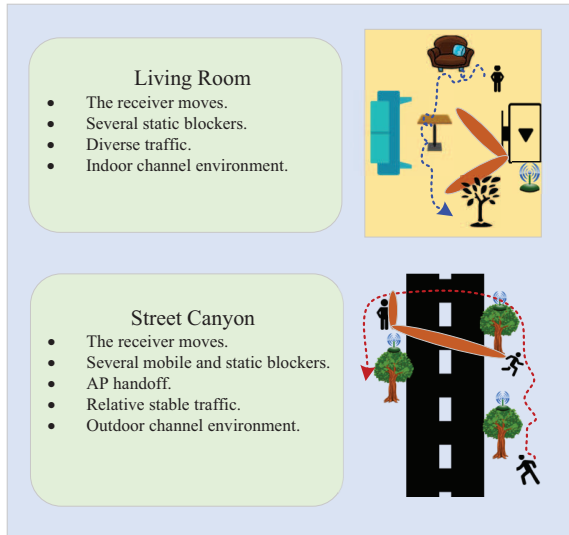 Living Room
• The receiver moves.
• Several static blockers.
• Diverse traffic.
• Indoor channel environment.
Street Canyon
• The receiver moves.
• Several mobile and static blockers.
• AP handoff.
• Relative stable traffic.
• Outdoor channel environment.